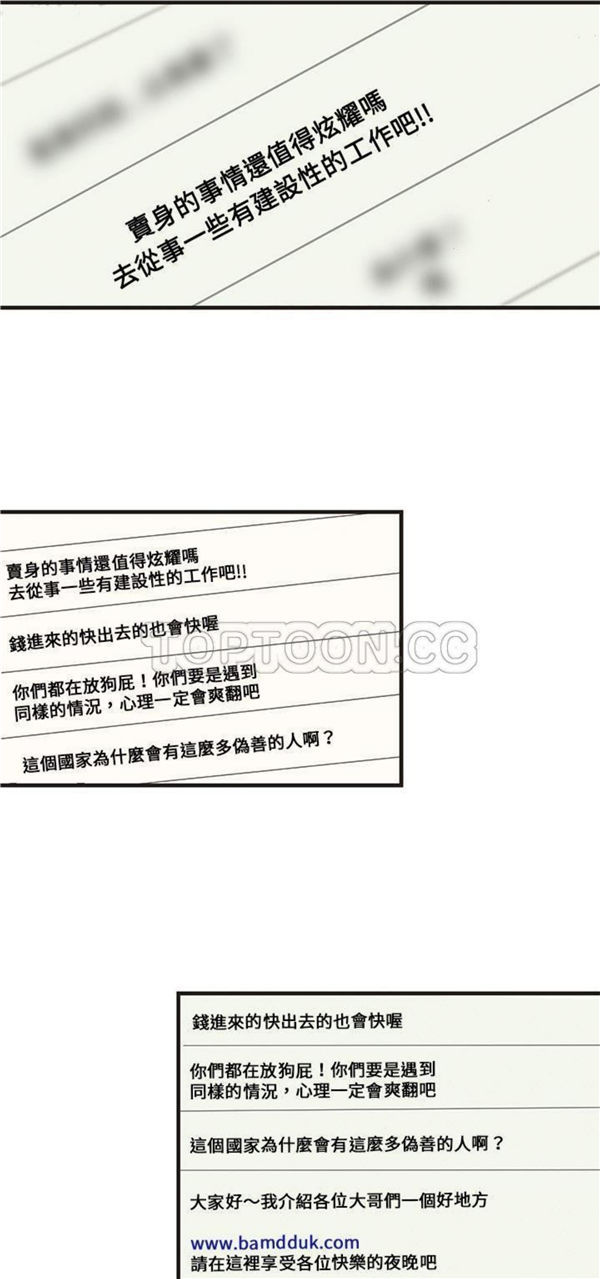 賣身的事情還值得炫耀嗎
去從事一些有建設性的工作吧!!
賣身的事情還值得炫耀嗎
去從事一些有建設性的工作吧!!
錢進來的快出去的也會快喔
TOPTOON.CC
你們都在放狗屁！你們要是遇到
同樣的情況，心理一定會爽翻吧
這個國家為什麼會有這麼多偽善的人啊？
錢進來的快出去的也會快喔
你們都在放狗屁！你們要是遇到
同樣的情況，心理一定會爽翻吧
這個國家為什麼會有這麼多偽善的人啊？
大家好～我介紹各位大哥們一個好地方
www.bamdduk.com
請在這裡享受各位快樂的夜晚吧